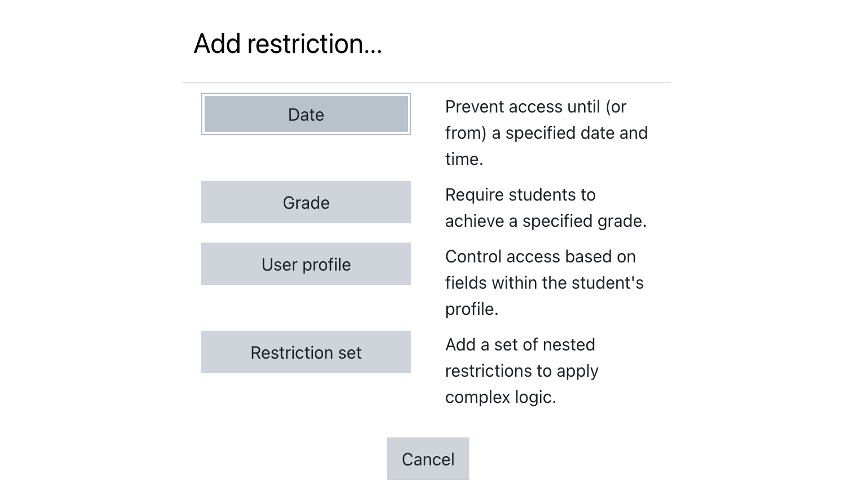 Add restriction...
Date
Prevent access until (or
from) a specified date and
time.
Grade
Require students to
achieve a specified grade.
User profile
Control access based on
fields within the student's
profile.
Restriction set
Add a set of nested
restrictions to apply
complex logic.
Cancel